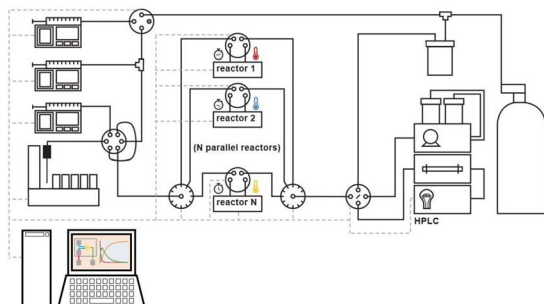 reactor 1
reactor 2
(N parallel reactors)
reactor N
HPLC